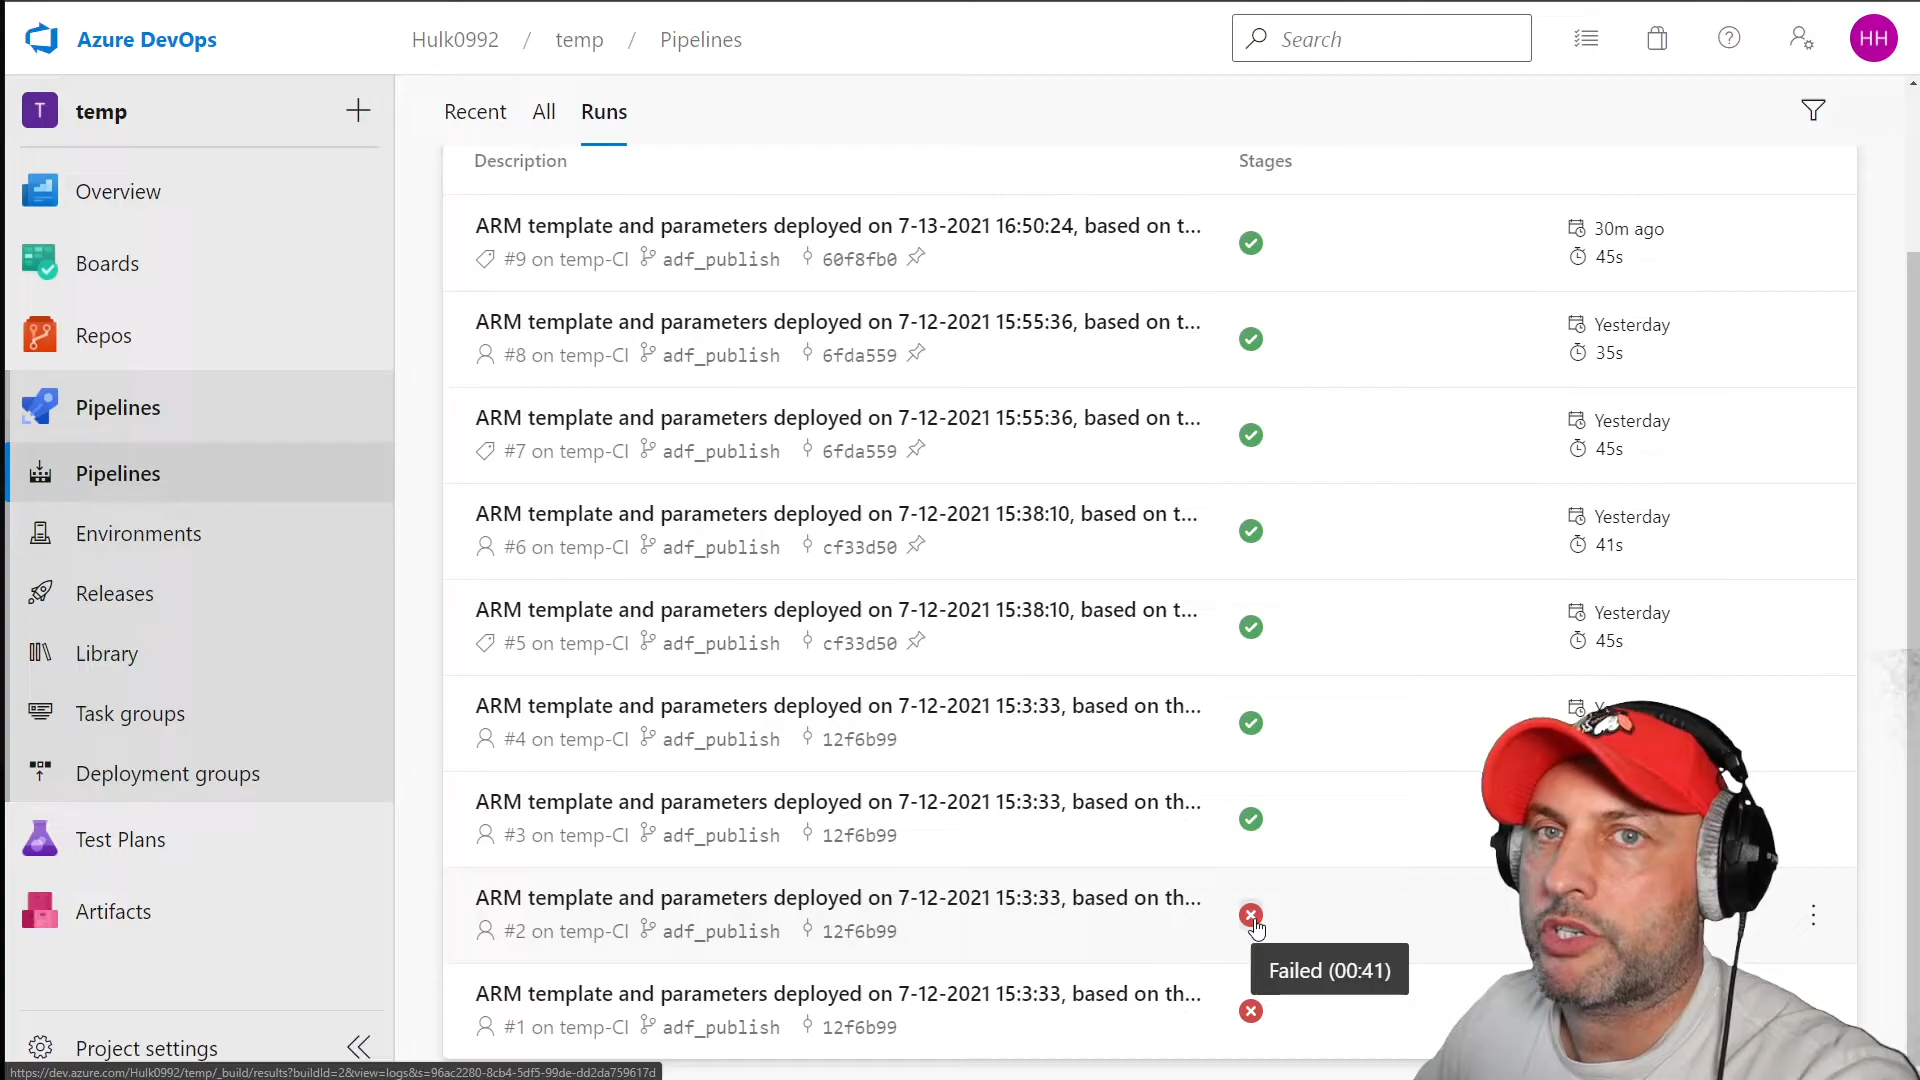 Azure DevOps
Hulk0992 / temp / Pipelines
Search
HH
T temp
Overview
Boards
Repos
Pipelines
Pipelines
Environments
Releases
Library
Task groups
Deployment groups
Test Plans
Artifacts
Project settings
Recent All Runs
Description Stages
ARM template and parameters deployed on 7-13-2021 16:50:24, based on t...
#9 on temp-CI adf_publish 60f8fb0
30m ago
45s
ARM template and parameters deployed on 7-12-2021 15:55:36, based on t...
#8 on temp-CI adf_publish 6fda559
Yesterday
35s
ARM template and parameters deployed on 7-12-2021 15:55:36, based on t...
#7 on temp-CI adf_publish 6fda559
Yesterday
45s
ARM template and parameters deployed on 7-12-2021 15:38:10, based on t...
#6 on temp-CI adf_publish cf33d50
Yesterday
41s
ARM template and parameters deployed on 7-12-2021 15:38:10, based on t...
#5 on temp-CI adf_publish cf33d50
Yesterday
45s
ARM template and parameters deployed on 7-12-2021 15:3:33, based on th...
#4 on temp-CI adf_publish 12f6b99
ARM template and parameters deployed on 7-12-2021 15:3:33, based on th...
#3 on temp-CI adf_publish 12f6b99
ARM template and parameters deployed on 7-12-2021 15:3:33, based on th...
#2 on temp-CI adf_publish 12f6b99
Failed (00:41)
ARM template and parameters deployed on 7-12-2021 15:3:33, based on th...
#1 on temp-CI adf_publish 12f6b99
https://dev.azure.com/Hulk0992/temp/_build/results?buildId=2&view=logs&s=96ac2280-8cb4-5df5-99de-dd2da759617d